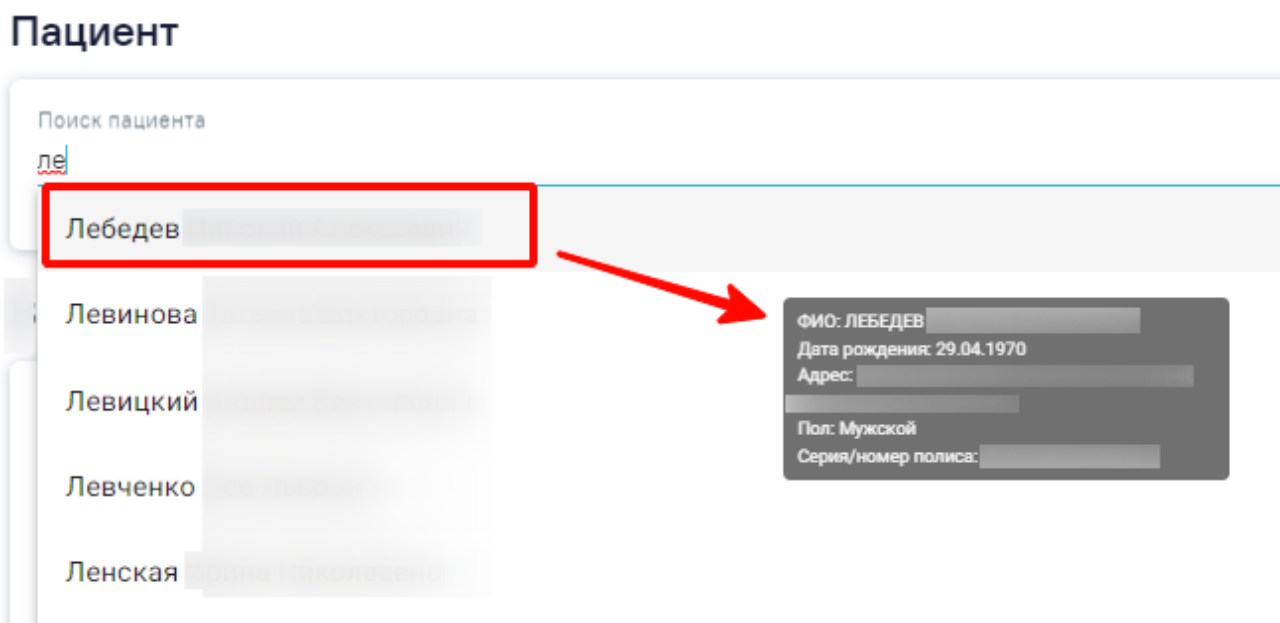 Пациент
Поиск пациента
ле
Лебедев
Левинова
ФИО: ЛЕБЕДЕВ
Дата рождения: 29.04.1970
Адрес:
Левицкий
Пол: Мужской
Серия/номер полиса:
Левченко
Ленская